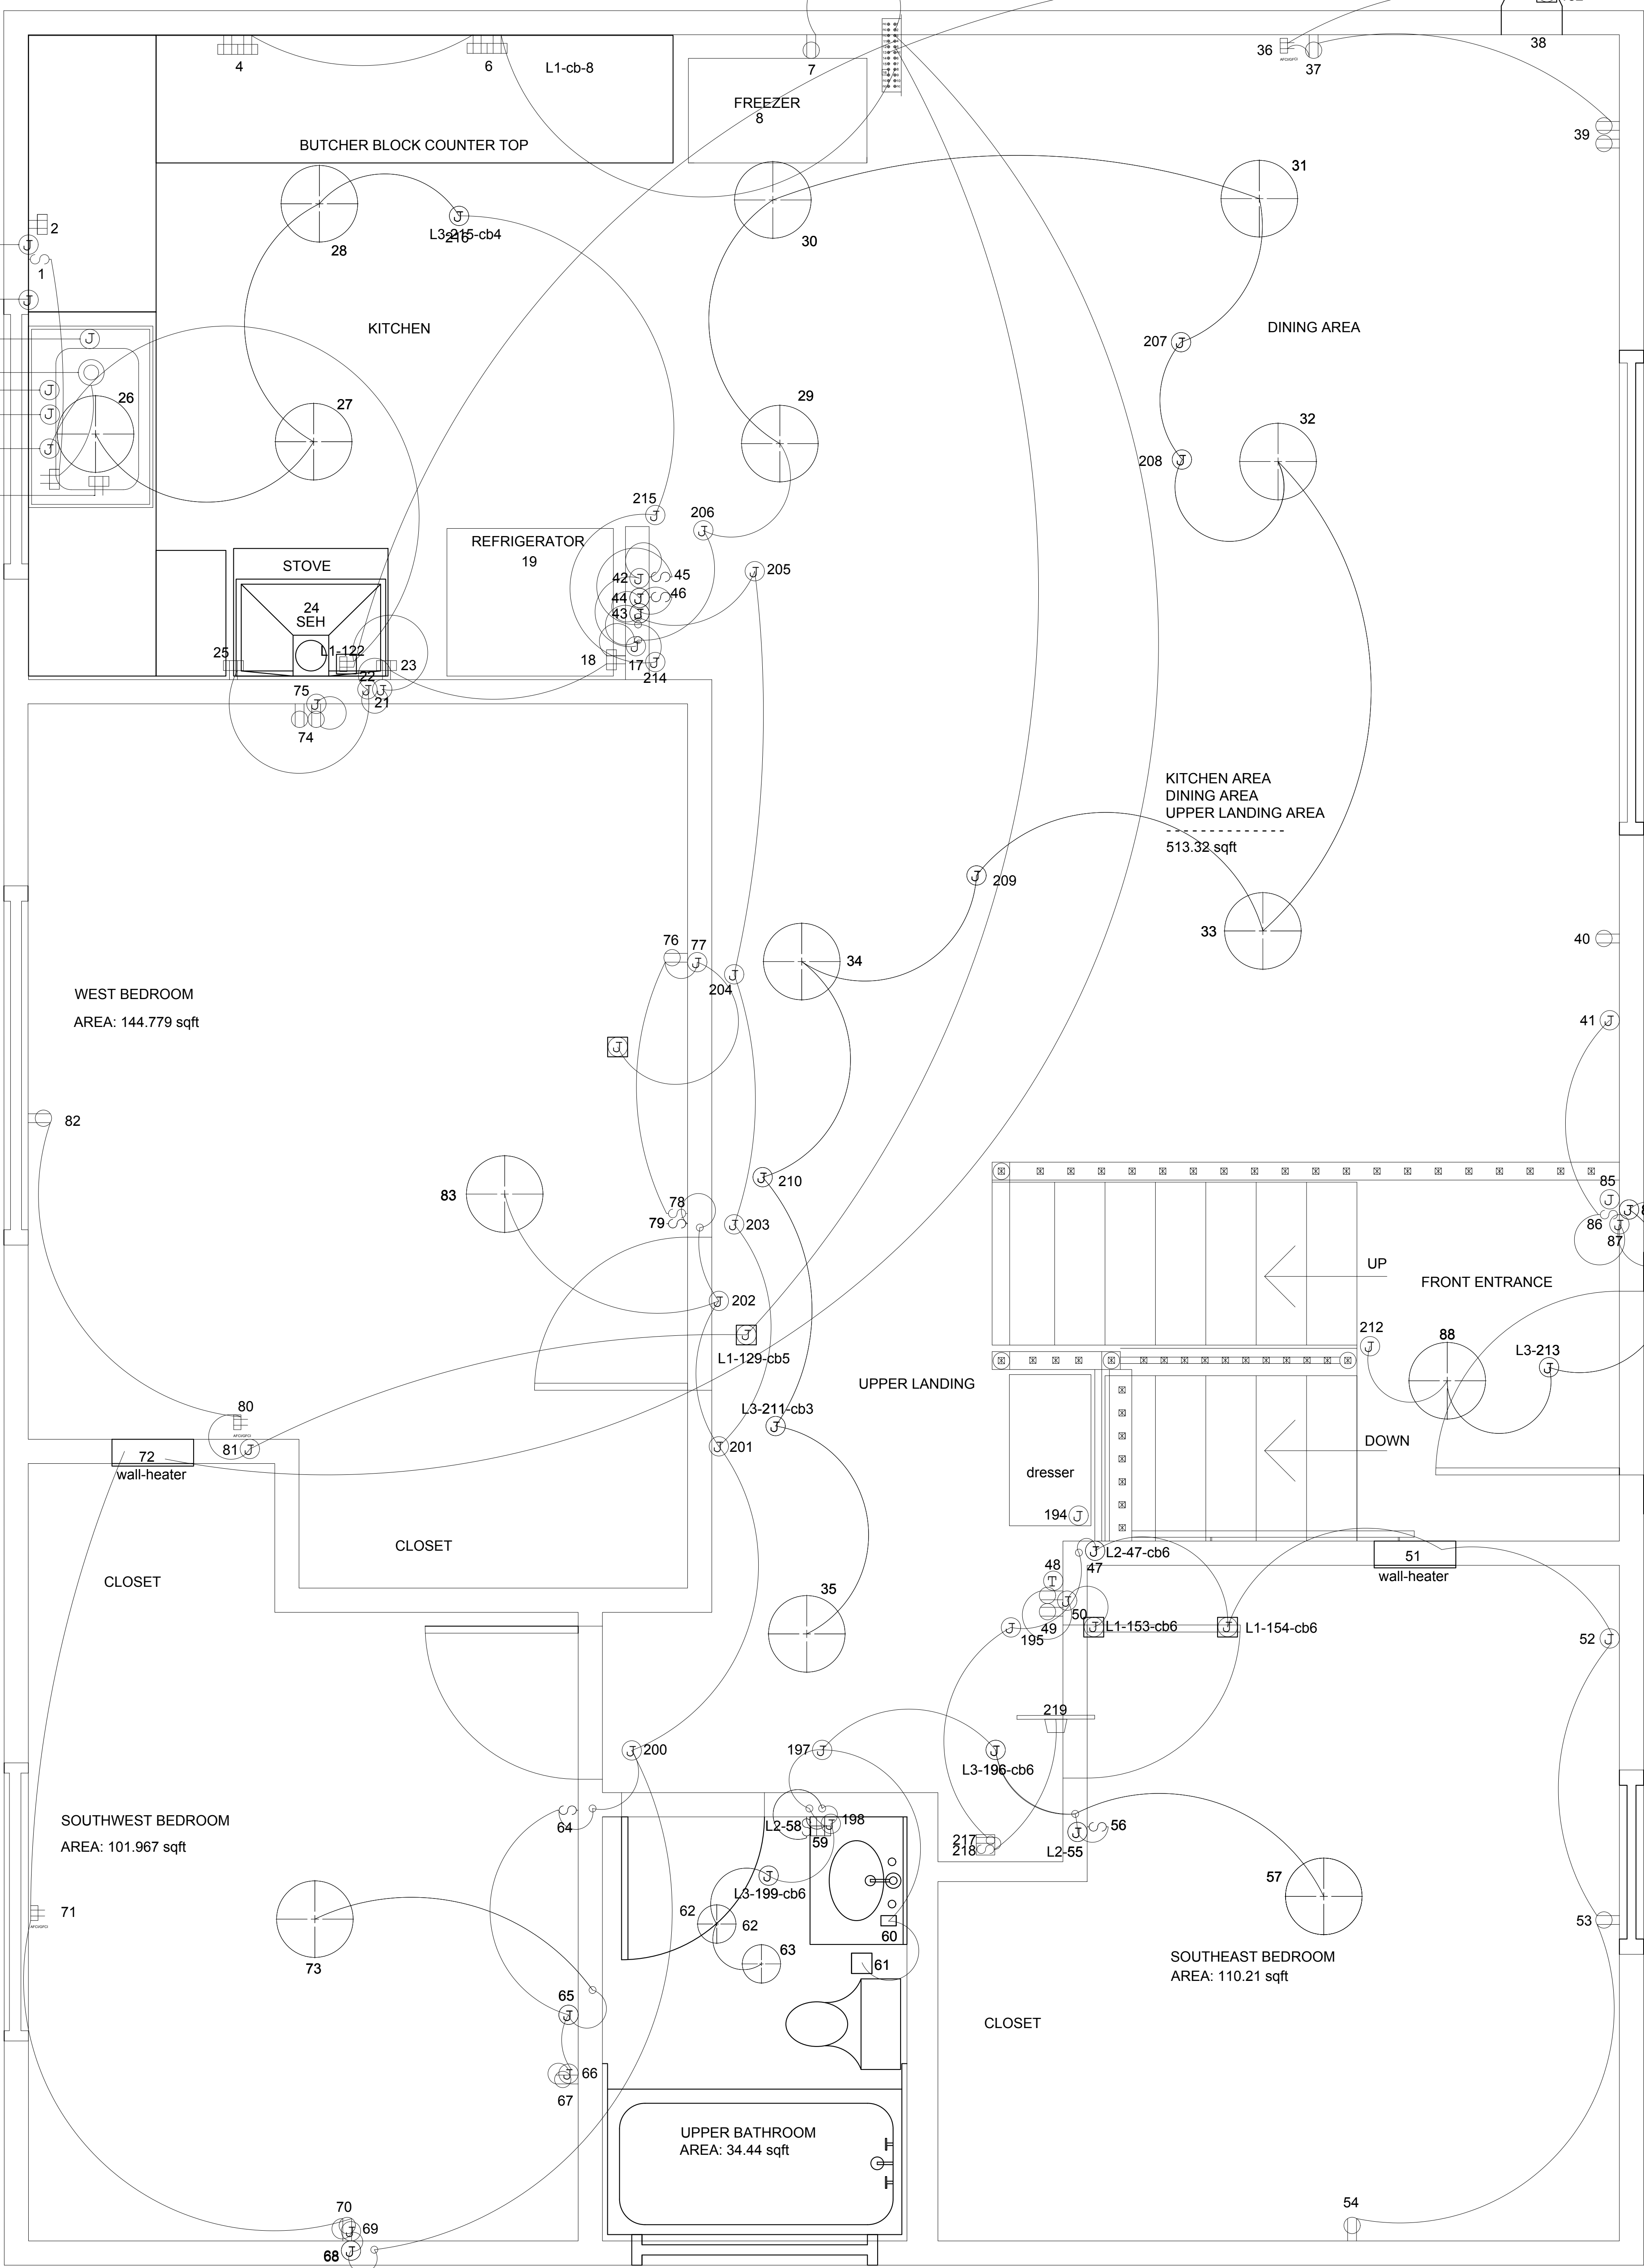 38
36
AFCI/GFCI
37
4
6
L1-cb-8
7
FREEZER
8
39
BUTCHER BLOCK COUNTER TOP
31
2
J
J
L3-215-cb4
28
30
1
J
KITCHEN
DINING AREA
207
J
J
J
26
27
29
32
J
J
208
J
215
J
206
J
REFRIGERATOR
19
STOVE
205
J
42
J
45
44
J
46
43
J
24
SEH
L1-122
25
23
18
17
J
J
214
22
J
J
21
75
J
74
KITCHEN AREA
DINING AREA
UPPER LANDING AREA
- - - - - - - - - - - - - - - -
513.32 sqft
J
209
33
40
76
77
J
34
J
204
WEST BEDROOM
AREA: 144.779 sqft
41
J
J
82
J
210
85
J
83
78
79
J
203
86
J
J
87
UP
FRONT ENTRANCE
J
202
J
L1-129-cb5
212
J
88
L3-213
J
UPPER LANDING
80
AFCI/GFCI
L3-211-cb3
J
81
J
J
201
DOWN
72
wall-heater
dresser
194
J
CLOSET
J
L2-47-cb6
47
51
wall-heater
CLOSET
48
T
35
J
50
49
J
195
J
L1-153-cb6
J
L1-154-cb6
52
J
219
J
200
197
J
J
L3-196-cb6
SOUTHWEST BEDROOM
AREA: 101.967 sqft
64
L2-58
J
198
59
56
J
L2-55
217
218
J
L3-199-cb6
57
71
AFCI/GFCI
62
62
60
53
63
61
73
SOUTHEAST BEDROOM
AREA: 110.21 sqft
65
J
CLOSET
J
66
67
UPPER BATHROOM
AREA: 34.44 sqft
70
J
69
68
J
54